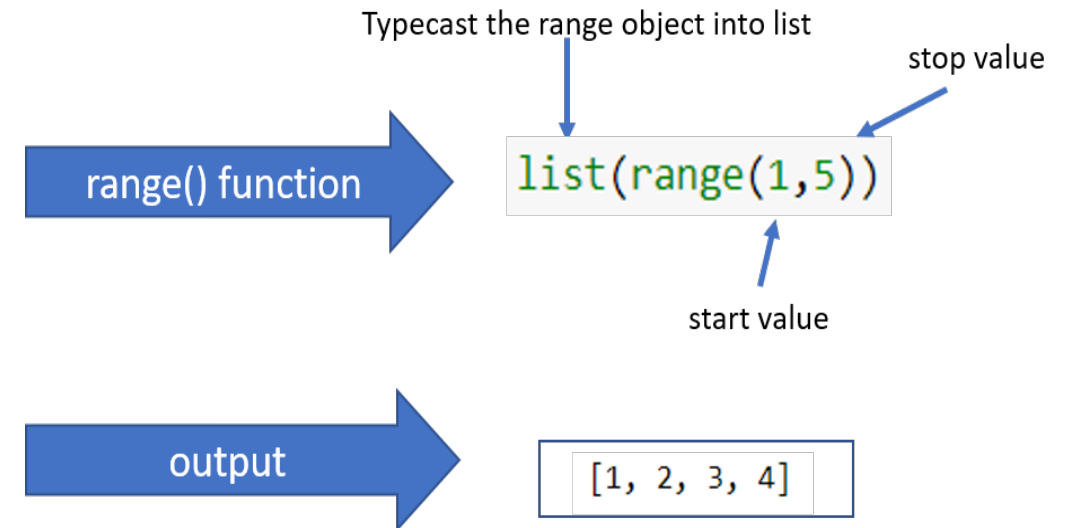 Typecast the range object into list
stop value
range() function
list(range(1,5))
start value
output
[1, 2, 3, 4]